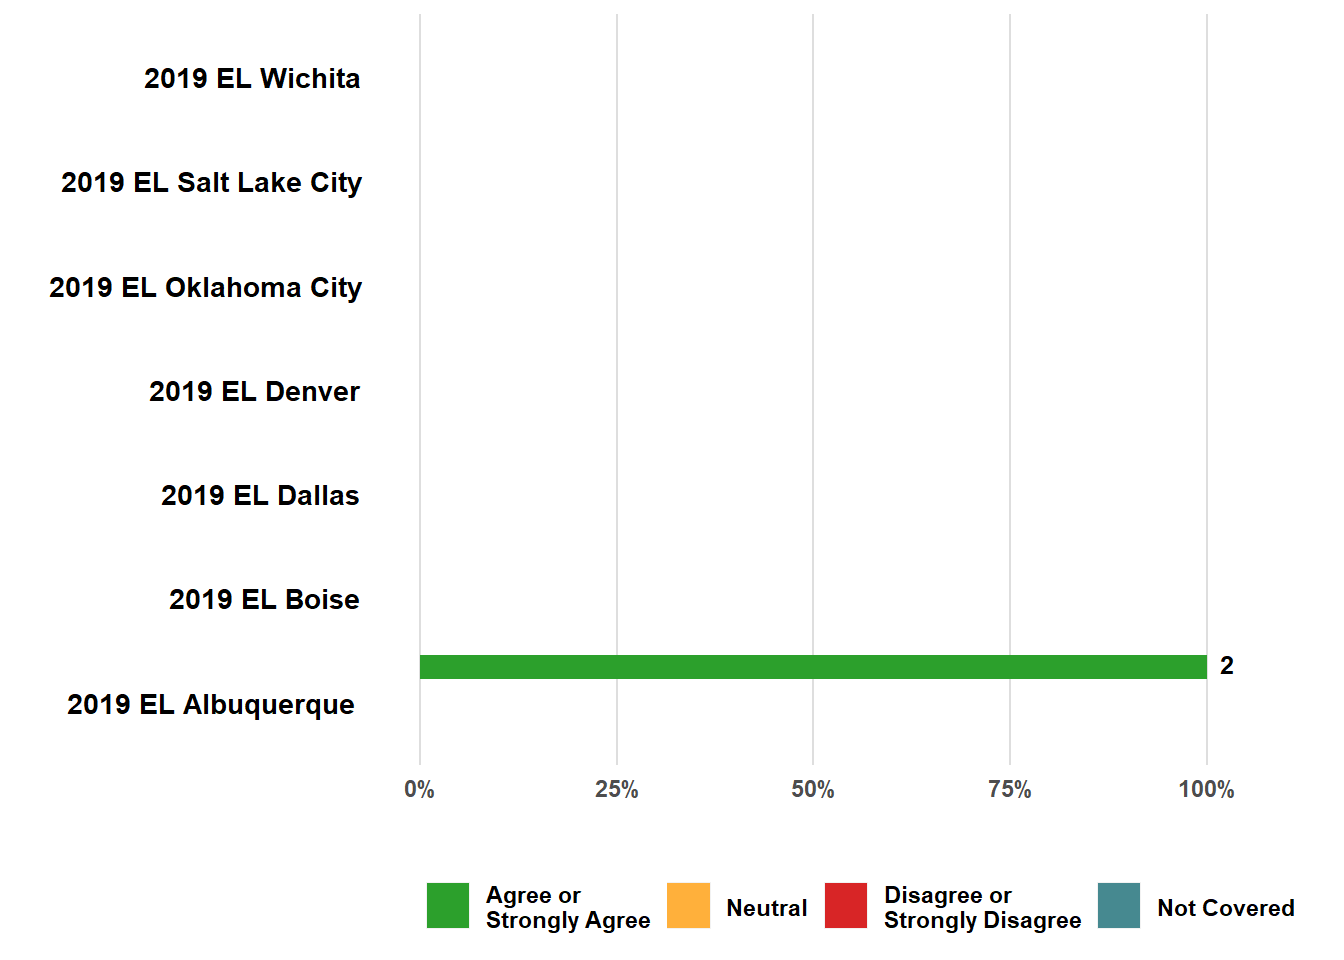 2019 EL Wichita
2019 EL Salt Lake City
2019 EL Oklahoma City
2019 EL Denver
2019 EL Dallas
2019 EL Boise
2
2019 EL Albuquerque
0% 25% 50% 75% 100%
Agree or
Strongly Agree
Neutral
Disagree or
Strongly Disagree
Not Covered